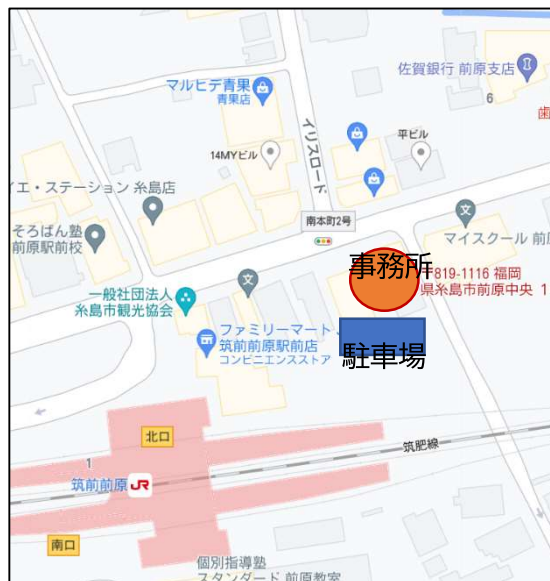 佐賀銀行 前原支店
マルヒデ青果
青果店
6
歯
イリスロード
平ビル
14MYビル
イエ・ステーション 糸島店
南本町2号
そろばん塾
前原駅前校
文
マイスクール 前原
事務所
〒819-1116 福岡
県糸島市前原中央 1
文
一般社団法人
糸島市観光協会
ファミリーマート
筑前前原駅前店
コンビニエンスストア
駐車場
北口
筑肥線
1
筑前前原 JR
南口
個別指導塾
スタンダード 前原教室